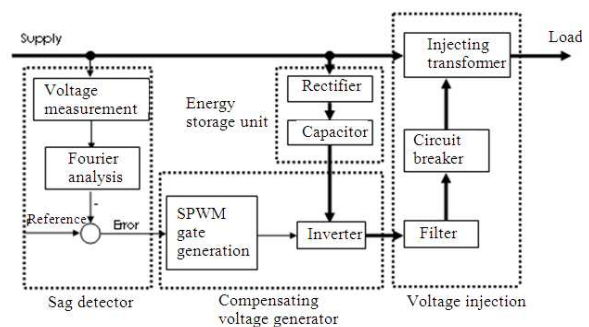 Supply
Load
Voltage
measurement
Fourier
analysis
-
Reference
Error
Sag detector
Energy
storage unit
Rectifier
Capacitor
SPWM
gate
generation
Inverter
Compensating
voltage generator
Injecting
transformer
Circuit
breaker
Filter
Voltage injection